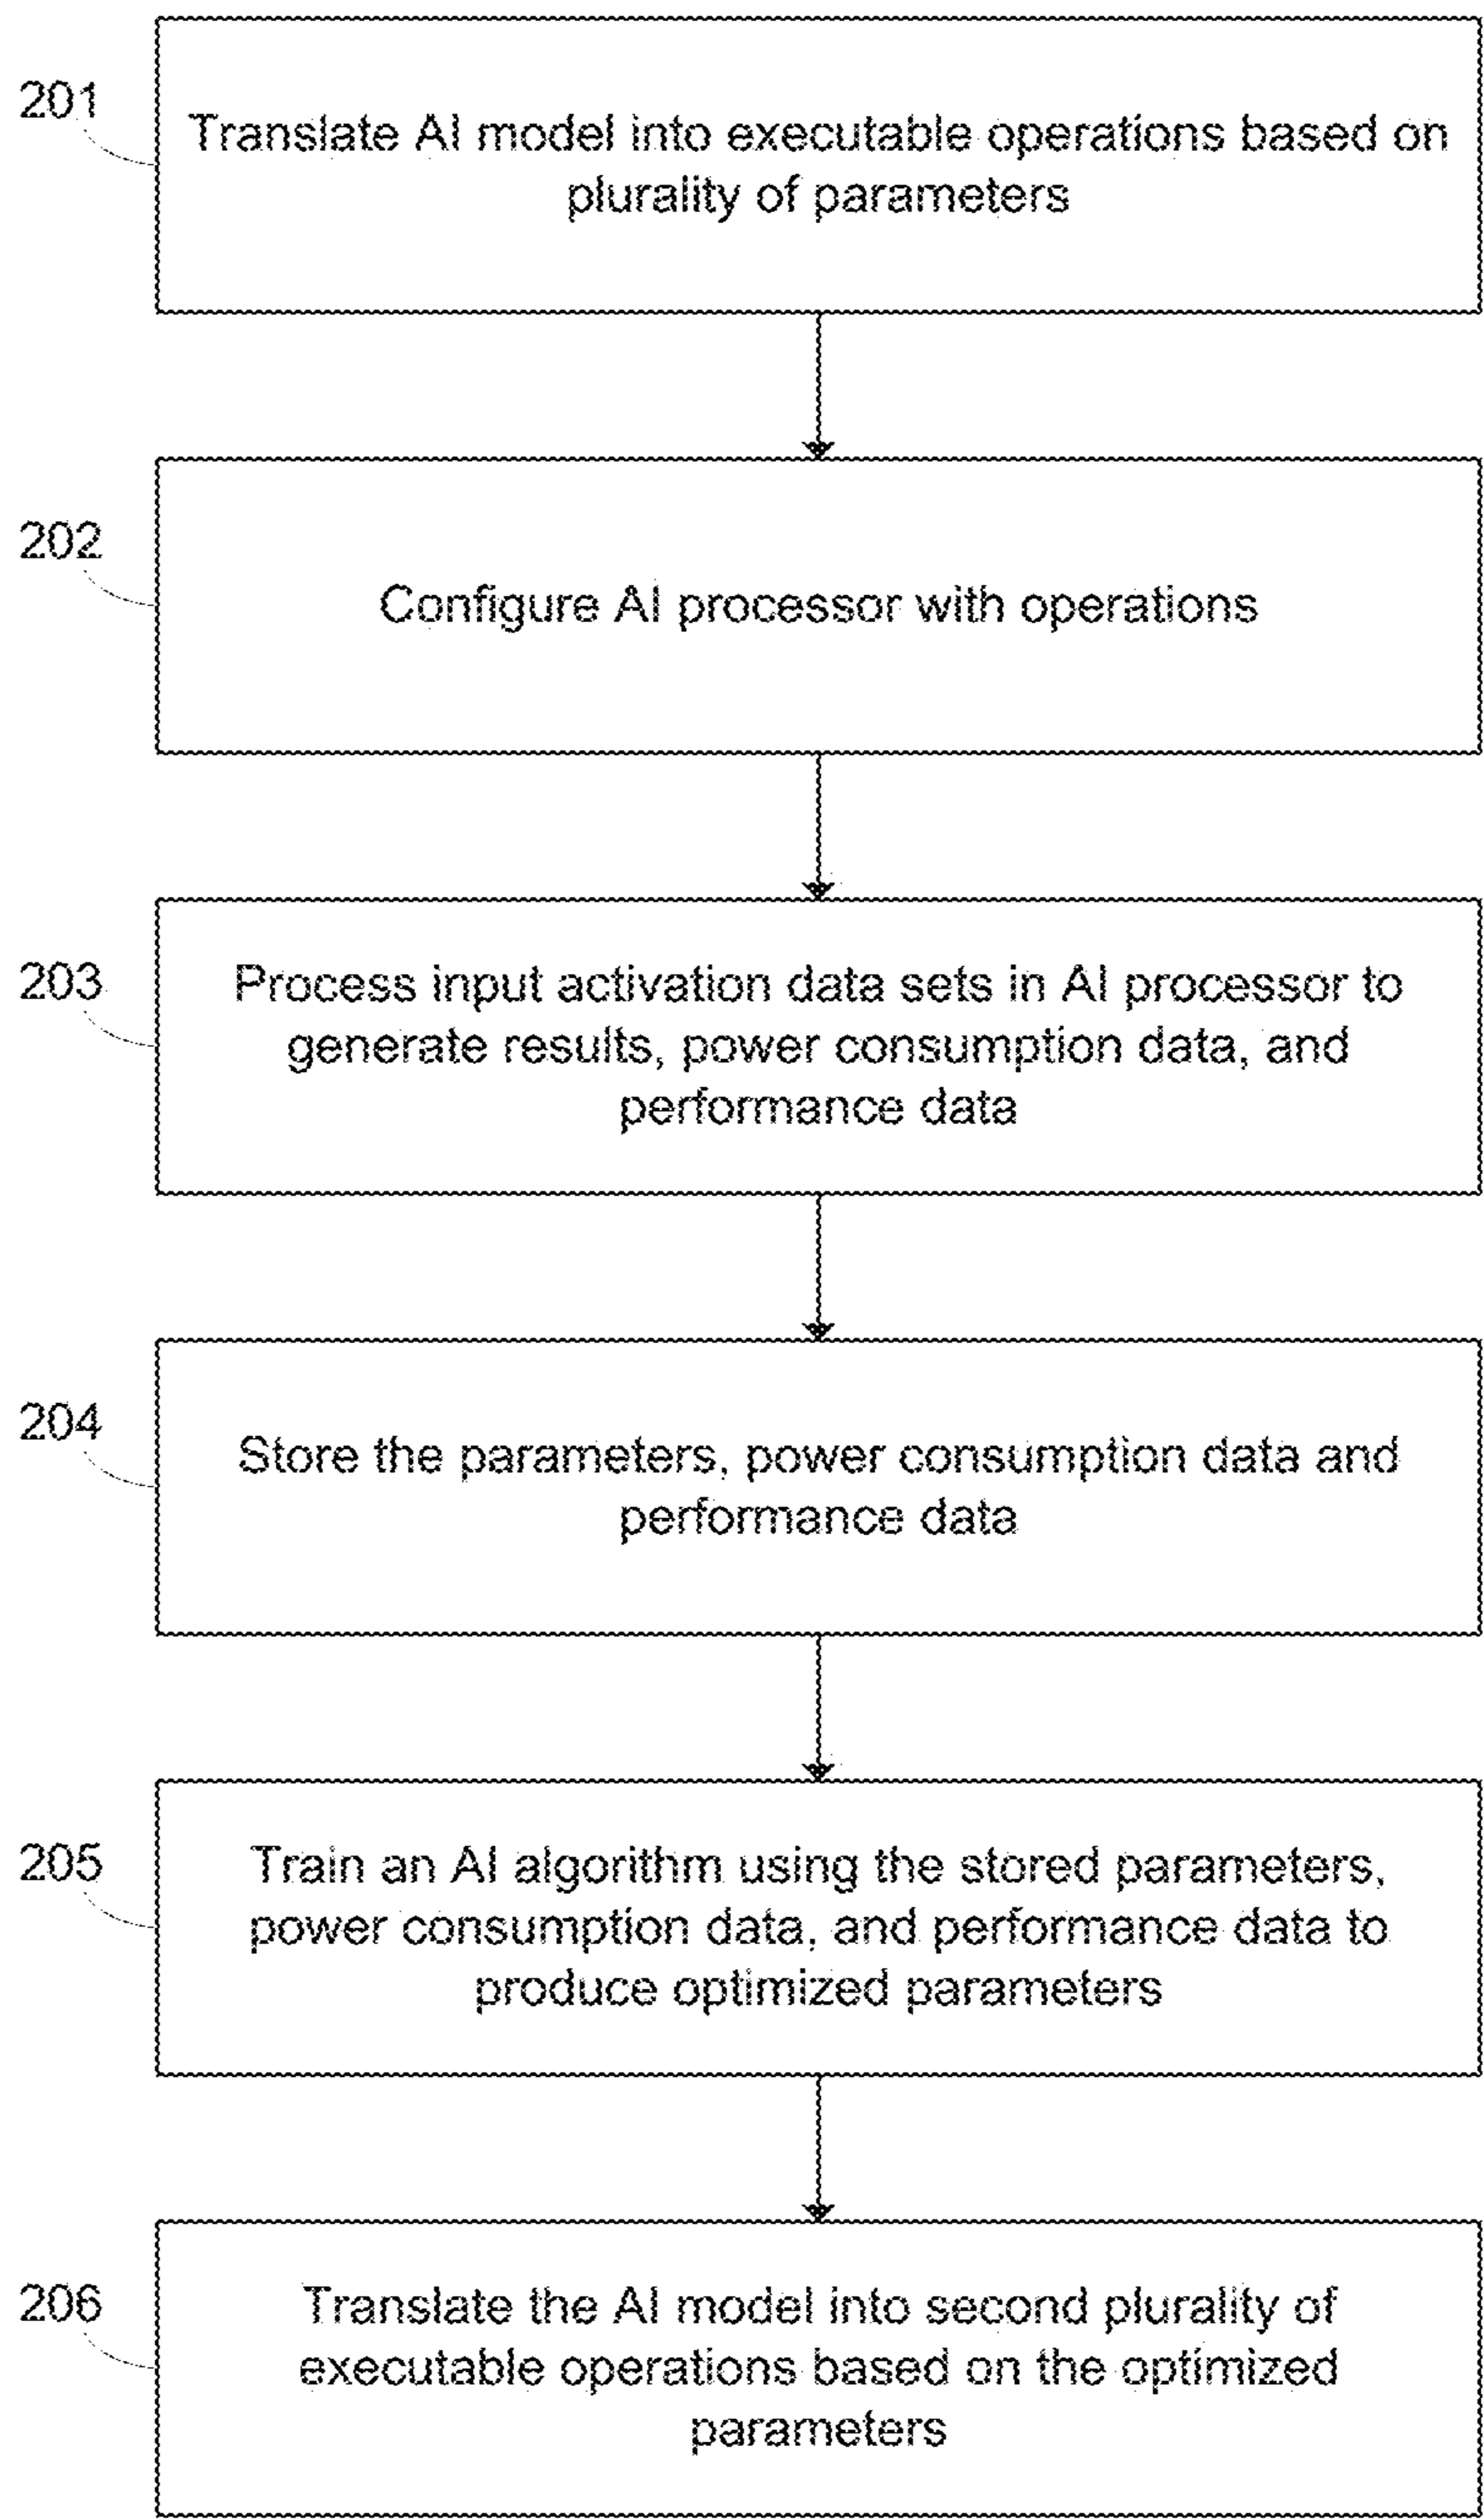 201
Translate AI model into executable operations based on
plurality of parameters
202
Configure AI processor with operations
203
Process input activation data sets in AI processor to
generate results, power consumption data, and
performance data
204
Store the parameters, power consumption data and
performance data
205
Train an AI algorithm using the stored parameters,
power consumption data, and performance data to
produce optimized parameters
206
Translate the AI model into second plurality of
executable operations based on the optimized
parameters